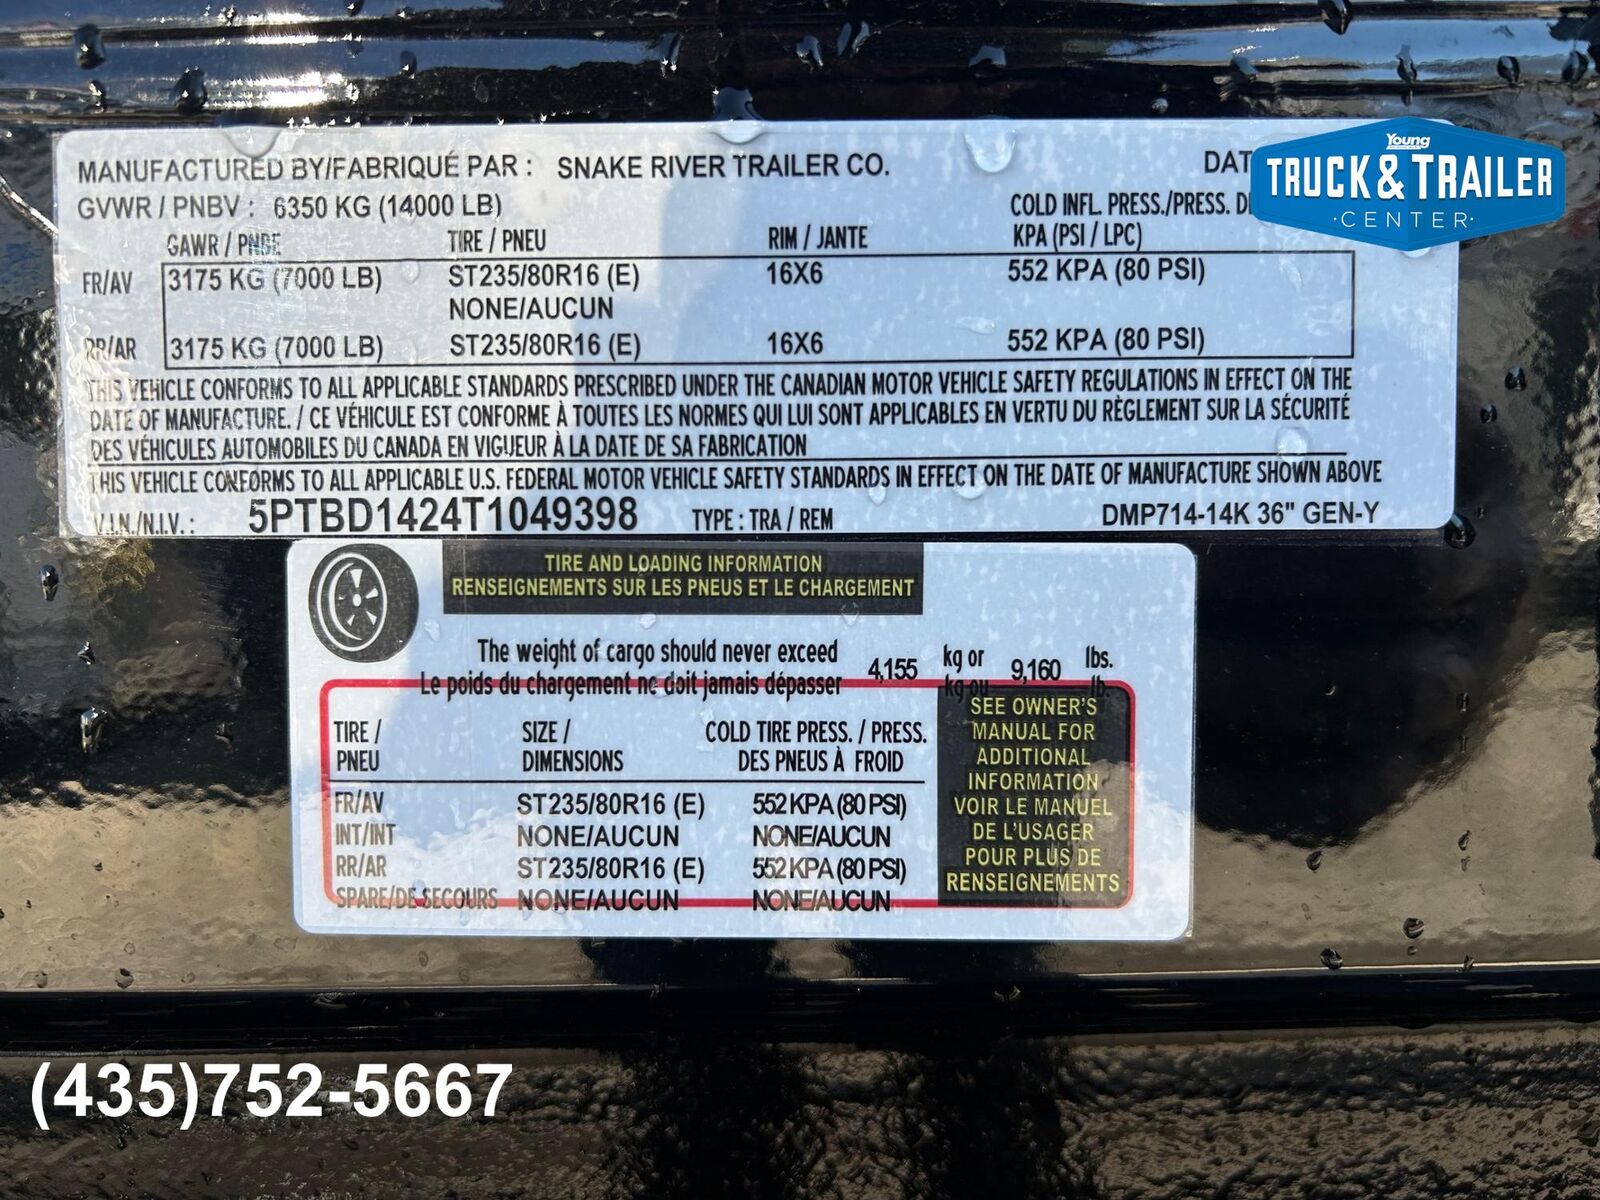 MANUFACTURED BY/FABRIQUÉ PAR : SNAKE RIVER TRAILER CO. DAT
Young
TRUCK & TRAILER
·CENTER·
GVWR / PNBV : 6350 KG (14000 LB) COLD INFL. PRESS./PRESS. D
GAWR / PNBE TIRE / PNEU RIM / JANTE KPA (PSI / LPC)
FR/AV 3175 KG (7000 LB) ST235/80R16 (E) 16X6 552 KPA (80 PSI)
NONE/AUCUN
RR/AR 3175 KG (7000 LB) ST235/80R16 (E) 16X6 552 KPA (80 PSI)
THIS VEHICLE CONFORMS TO ALL APPLICABLE STANDARDS PRESCRIBED UNDER THE CANADIAN MOTOR VEHICLE SAFETY REGULATIONS IN EFFECT ON THE
DATE OF MANUFACTURE. / CE VÉHICULE EST CONFORME À TOUTES LES NORMES QUI LUI SONT APPLICABLES EN VERTU DU RÈGLEMENT SUR LA SÉCURITÉ
DES VÉHICULES AUTOMOBILES DU CANADA EN VIGUEUR À LA DATE DE SA FABRICATION
THIS VEHICLE CONFORMS TO ALL APPLICABLE U.S. FEDERAL MOTOR VEHICLE SAFETY STANDARDS IN EFFECT ON THE DATE OF MANUFACTURE SHOWN ABOVE
V.I.N./N.I.V. : 5PTBD1424T1049398 TYPE : TRA / REM DMP714-14K 36" GEN-Y
TIRE AND LOADING INFORMATION
RENSEIGNEMENTS SUR LES PNEUS ET LE CHARGEMENT
The weight of cargo should never exceed 4,155 kg or 9,160 lbs.
Le poids du chargement ne doit jamais dépasser kg ou lb.
TIRE / SIZE / COLD TIRE PRESS. / PRESS.
PNEU DIMENSIONS DES PNEUS À FROID
FR/AV ST235/80R16 (E) 552 KPA (80 PSI)
INT/INT NONE/AUCUN NONE/AUCUN
RR/AR ST235/80R16 (E) 552 KPA (80 PSI)
SPARE/DE SECOURS NONE/AUCUN NONE/AUCUN
SEE OWNER'S
MANUAL FOR
ADDITIONAL
INFORMATION
VOIR LE MANUEL
DE L'USAGER
POUR PLUS DE
RENSEIGNEMENTS
(435)752-5667